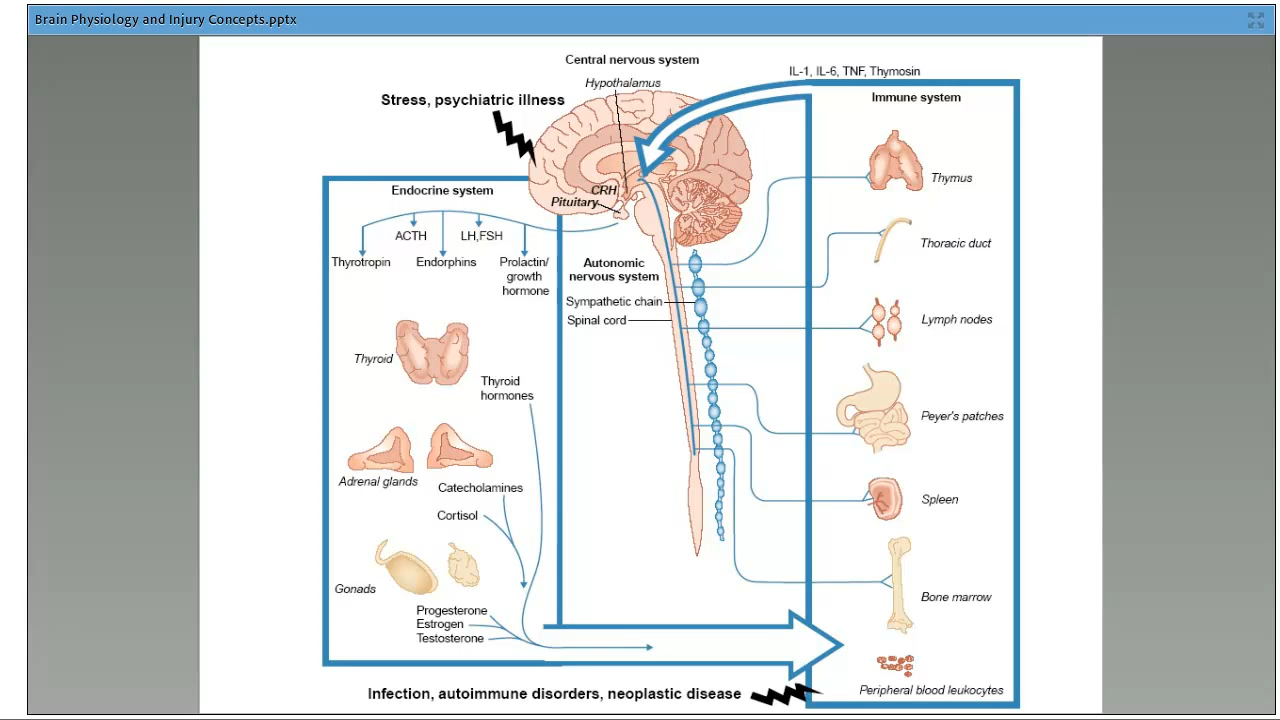 Brain Physiology and Injury Concepts.pptx
Central nervous system
Hypothalamus
IL-1, IL-6, TNF, Thymosin
Stress, psychiatric illness
Immune system
Endocrine system
CRH
Pituitary
Thymus
ACTH
LH,FSH
Thyrotropin
Endorphins
Prolactin/
growth
hormone
Autonomic
nervous system
Sympathetic chain
Spinal cord
Thoracic duct
Lymph nodes
Thyroid
Thyroid
hormones
Peyer's patches
Adrenal glands
Catecholamines
Cortisol
Spleen
Gonads
Progesterone
Estrogen
Testosterone
Bone marrow
Infection, autoimmune disorders, neoplastic disease
Peripheral blood leukocytes